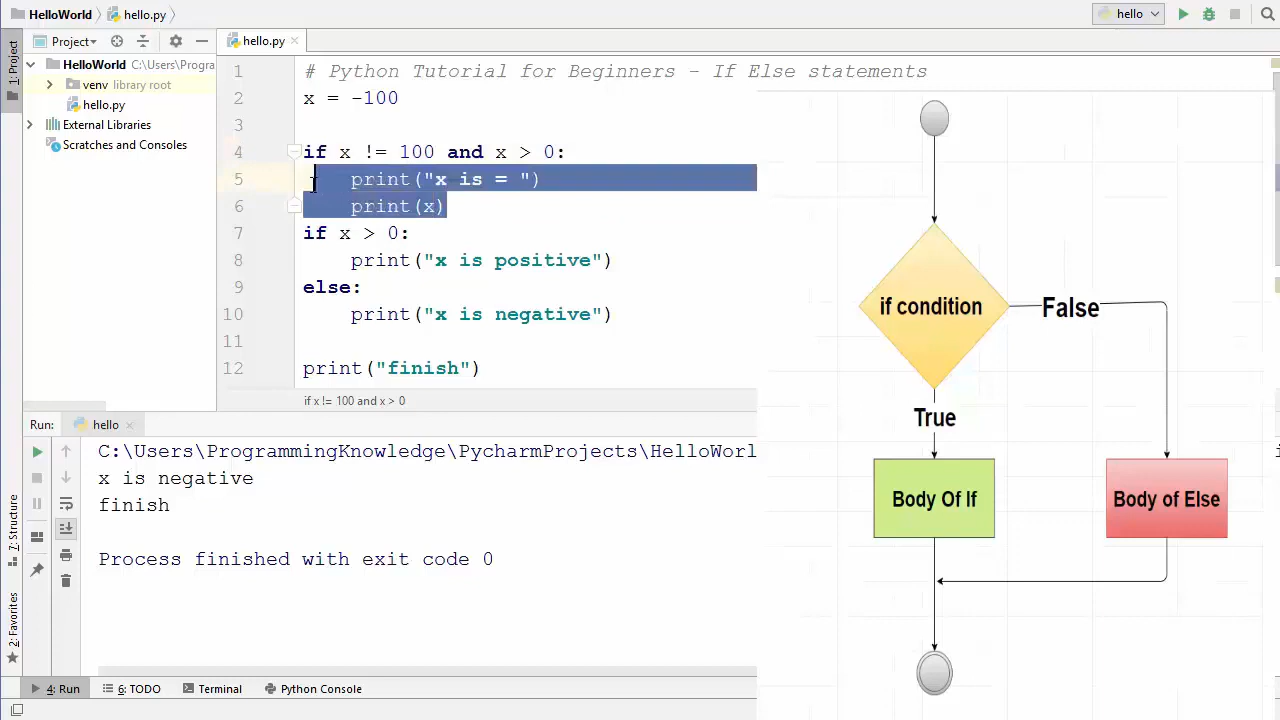 HelloWorld hello.py hello
1: Project
Project
hello.py
HelloWorld C:\Users\Progra
venv library root
hello.py
External Libraries
Scratches and Consoles
1 # Python Tutorial for Beginners - If Else statements
2 x = -100
3
4 if x != 100 and x > 0:
5 print("x is = ")
6 print(x)
7 if x > 0:
8 print("x is positive")
9 else:
10 print("x is negative")
11
12 print("finish")
if x != 100 and x > 0
if condition
False
True
Body Of If
Body of Else
Run: hello
C:\Users\ProgrammingKnowledge\PycharmProjects\HelloWorl
x is negative
finish
Process finished with exit code 0
7: Structure
2: Favorites
4: Run 6: TODO Terminal Python Console